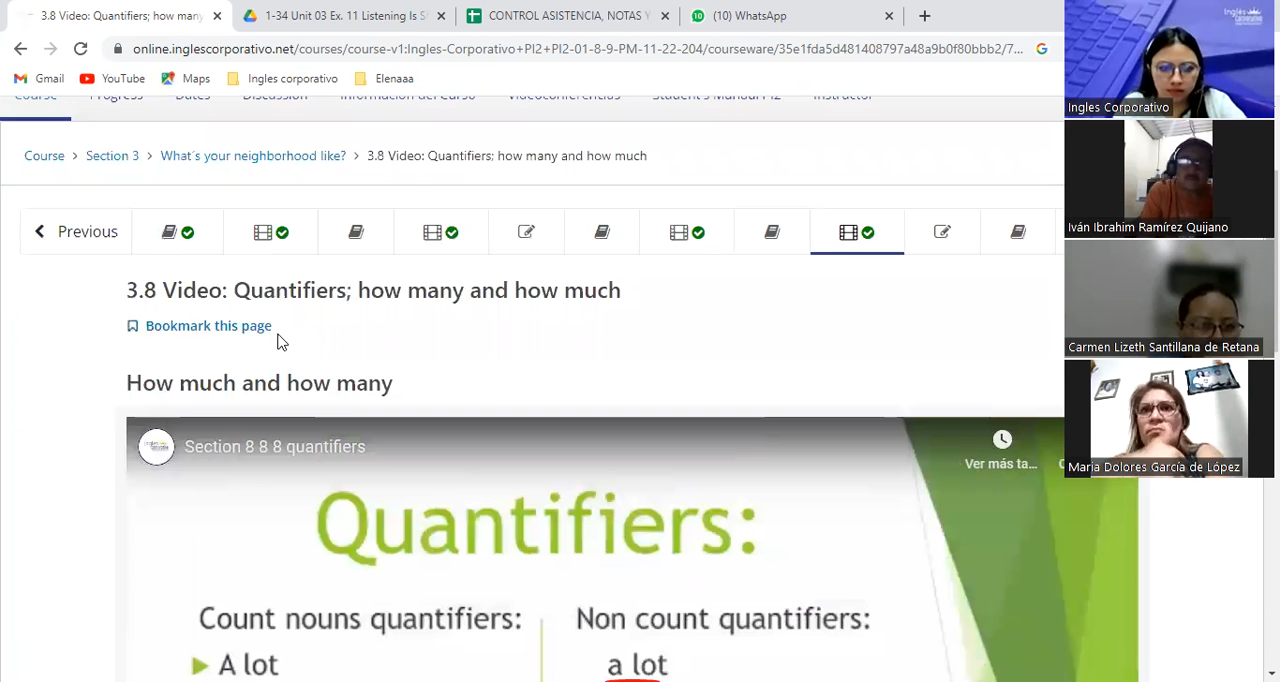 3.8 Video: Quantifiers; how many
1-34 Unit 03 Ex. 11 Listening Is S
CONTROL ASISTENCIA, NOTAS Y
(10) WhatsApp
online.inglescorporativo.net/courses/course-v1:Ingles-Corporativo+PI2+PI2-01-8-9-PM-11-22-204/courseware/35e1fda5d481408797a48a9b0f80bbb2/7...
Gmail
YouTube
Maps
Ingles corporativo
Elenaaa
Course
Progress
Dates
Discussion
Información del Curso
Videoconferencias
Student's Manual PI2
Instructor
Course > Section 3 > What´s your neighborhood like? > 3.8 Video: Quantifiers; how many and how much
Previous
3.8 Video: Quantifiers; how many and how much
Bookmark this page
How much and how many
Section 8 8 8 quantifiers
Ver más ta...
Quantifiers:
Count nouns quantifiers:
Non count quantifiers:
A lot
a lot
Ingles Corporativo
Iván Ibrahim Ramírez Quijano
Carmen Lizeth Santillana de Retana
Maria Dolores García de López